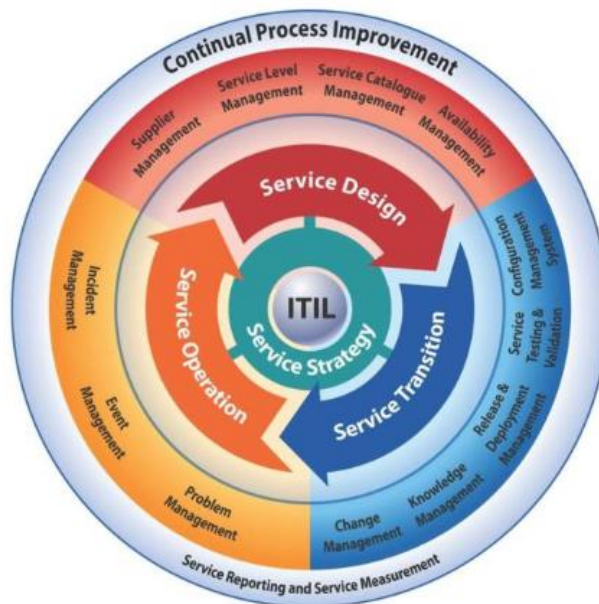 Continual Process Improvement
Supplier
Management
Service Level
Management
Service Catalogue
Management
Availability
Management
Configuration
Management
System
Service
Testing &
Validation
Release &
Deployment
Management
Knowledge
Management
Change
Management
Problem
Management
Event
Management
Incident
Management
Service Design
Service Transition
Service Operation
Service Strategy
ITIL
Service Reporting and Service Measurement